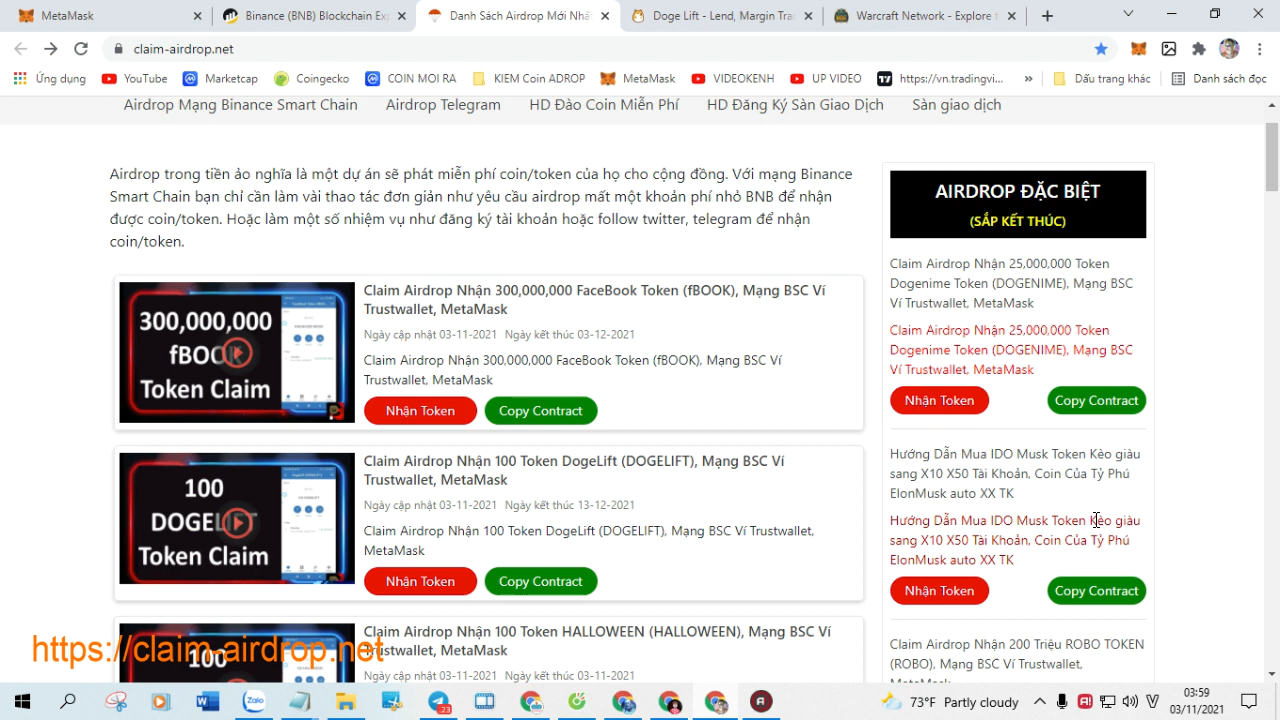 MetaMask
Binance (BNB) Blockchain Exp
Danh Sách Airdrop Mới Nhấ
Doge Lift - Lend, Margin Trad
Warcraft Network - Explore t
claim-airdrop.net
Ứng dụng
YouTube
Marketcap
Coingecko
COIN MOI RA
KIEM Coin ADROP
MetaMask
VIDEOKENH
UP VIDEO
https://vn.tradingvi...
»
Dấu trang khác
Danh sách đọc
Airdrop Mạng Binance Smart Chain
Airdrop Telegram
HD Đào Coin Miễn Phí
HD Đăng Ký Sàn Giao Dịch
Sàn giao dịch
Airdrop trong tiền ảo nghĩa là một dự án sẽ phát miễn phí coin/token của họ cho cộng đồng. Với mạng Binance
Smart Chain bạn chỉ cần làm vài thao tác đơn giản như yêu cầu airdrop mất một khoản phí nhỏ BNB để nhận
được coin/token. Hoặc làm một số nhiệm vụ như đăng ký tài khoản hoặc follow twitter, telegram để nhận
coin/token.
300,000,000
fBOOK
Token Claim
Claim Airdrop Nhận 300,000,000 FaceBook Token (fBOOK), Mạng BSC Ví
Trustwallet, MetaMask
Ngày cập nhật 03-11-2021 Ngày kết thúc 03-12-2021
Claim Airdrop Nhận 300,000,000 FaceBook Token (fBOOK), Mạng BSC Ví
Trustwallet, MetaMask
Nhận Token
Copy Contract
100
DOGELIFT
Token Claim
Claim Airdrop Nhận 100 Token DogeLift (DOGELIFT), Mạng BSC Ví
Trustwallet, MetaMask
Ngày cập nhật 03-11-2021 Ngày kết thúc 13-12-2021
Claim Airdrop Nhận 100 Token DogeLift (DOGELIFT), Mạng BSC Ví Trustwallet,
MetaMask
Nhận Token
Copy Contract
100
Claim Airdrop Nhận 100 Token HALLOWEEN (HALLOWEEN), Mạng BSC Ví
Trustwallet, MetaMask
Ngày cập nhật 03-11-2021 Ngày kết thúc 03-11-2021
https://claim-airdrop.net
AIRDROP ĐẶC BIỆT
(SẮP KẾT THÚC)
Claim Airdrop Nhận 25,000,000 Token
Dogenime Token (DOGENIME), Mạng BSC
Ví Trustwallet, MetaMask
Claim Airdrop Nhận 25,000,000 Token
Dogenime Token (DOGENIME), Mạng BSC
Ví Trustwallet, MetaMask
Nhận Token
Copy Contract
Hướng Dẫn Mua IDO Musk Token Kèo giàu
sang X10 X50 Tài Khoản, Coin Của Tỷ Phú
ElonMusk auto XX TK
Hướng Dẫn Mua IDO Musk Token Kèo giàu
sang X10 X50 Tài Khoản, Coin Của Tỷ Phú
ElonMusk auto XX TK
Nhận Token
Copy Contract
Claim Airdrop Nhận 200 Triệu ROBO TOKEN
(ROBO), Mạng BSC Ví Trustwallet,
MetaMask
Zalo
23
73°F Partly cloudy
03:59
03/11/2021